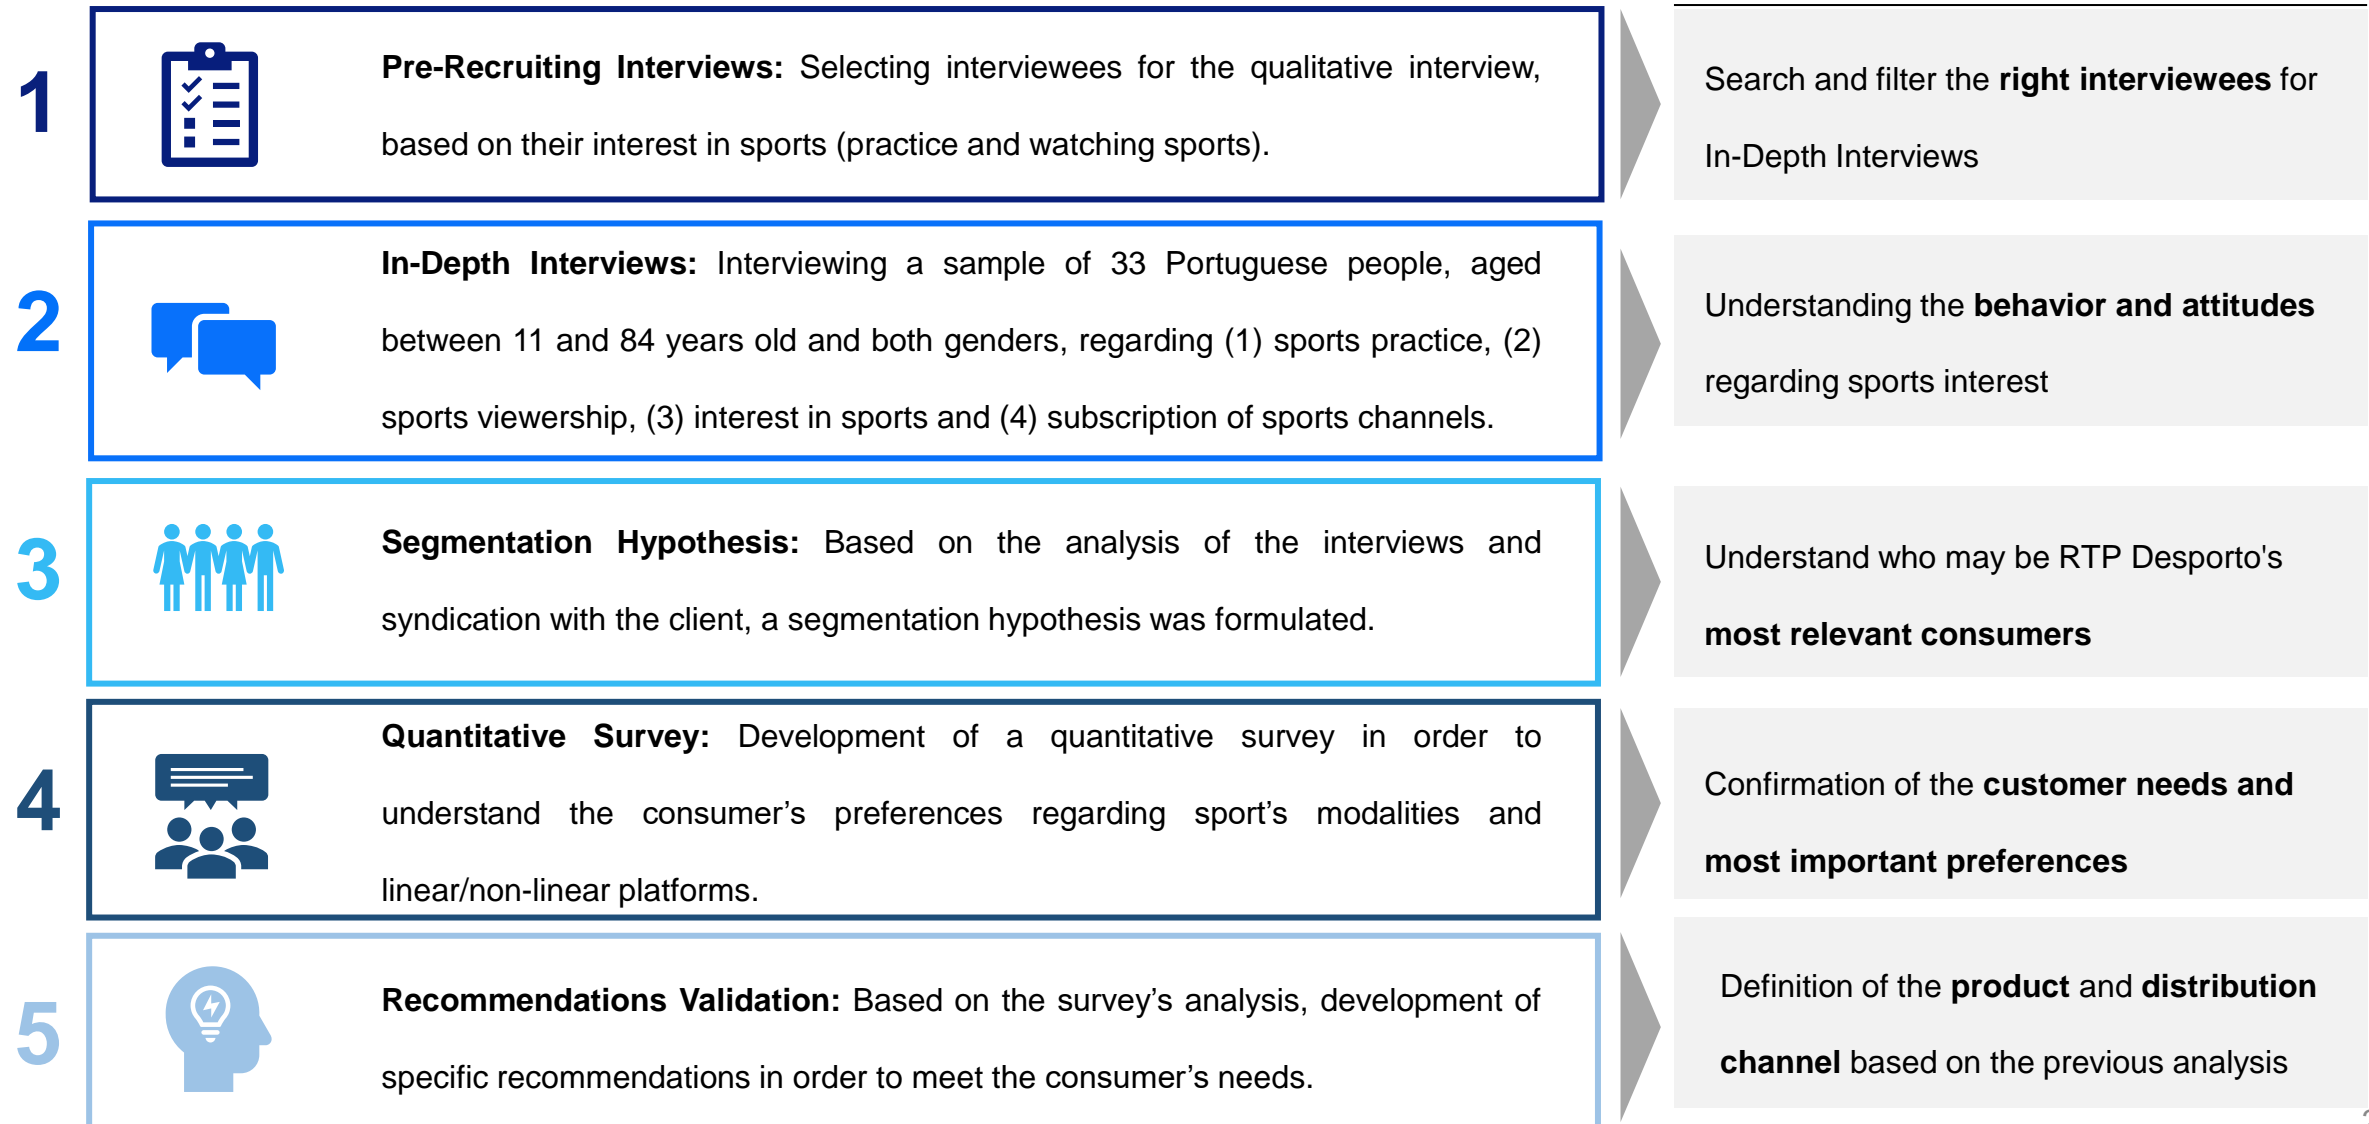 1
Pre-Recruiting Interviews: Selecting interviewees for the qualitative interview,
based on their interest in sports (practice and watching sports).
Search and filter the right interviewees for
In-Depth Interviews
2
In-Depth Interviews: Interviewing a sample of 33 Portuguese people, aged
between 11 and 84 years old and both genders, regarding (1) sports practice, (2)
sports viewership, (3) interest in sports and (4) subscription of sports channels.
Understanding the behavior and attitudes
regarding sports interest
3
Segmentation Hypothesis: Based on the analysis of the interviews and
syndication with the client, a segmentation hypothesis was formulated.
Understand who may be RTP Desporto's
most relevant consumers
4
Quantitative Survey: Development of a quantitative survey in order to
understand the consumer’s preferences regarding sport’s modalities and
linear/non-linear platforms.
Confirmation of the customer needs and
most important preferences
5
Recommendations Validation: Based on the survey’s analysis, development of
specific recommendations in order to meet the consumer’s needs.
Definition of the product and distribution
channel based on the previous analysis